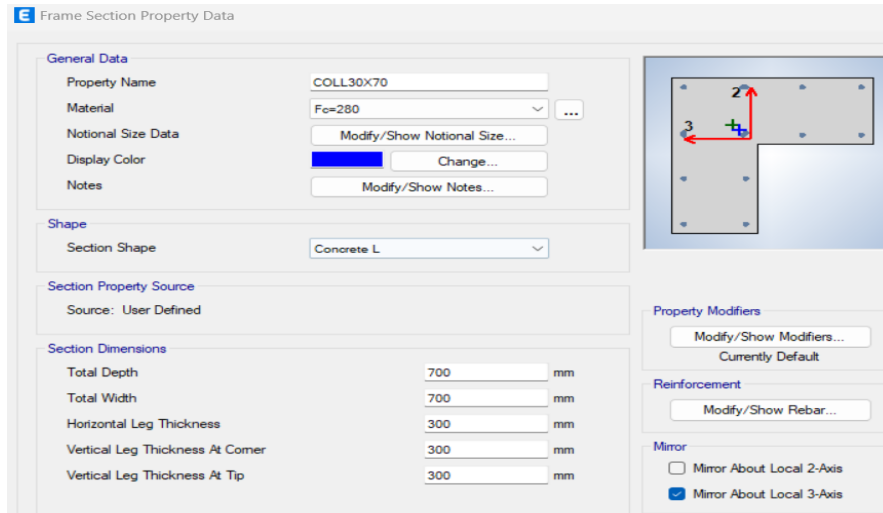 E Frame Section Property Data
General Data
Property Name COLL30X70
Material Fc=280 ...
Notional Size Data Modify/Show Notional Size...
Display Color Change...
Notes Modify/Show Notes...
2
3
Shape
Section Shape Concrete L
Section Property Source
Source: User Defined
Section Dimensions
Total Depth 700 mm
Total Width 700 mm
Horizontal Leg Thickness 300 mm
Vertical Leg Thickness At Corner 300 mm
Vertical Leg Thickness At Tip 300 mm
Property Modifiers
Modify/Show Modifiers...
Currently Default
Reinforcement
Modify/Show Rebar...
Mirror
Mirror About Local 2-Axis
Mirror About Local 3-Axis